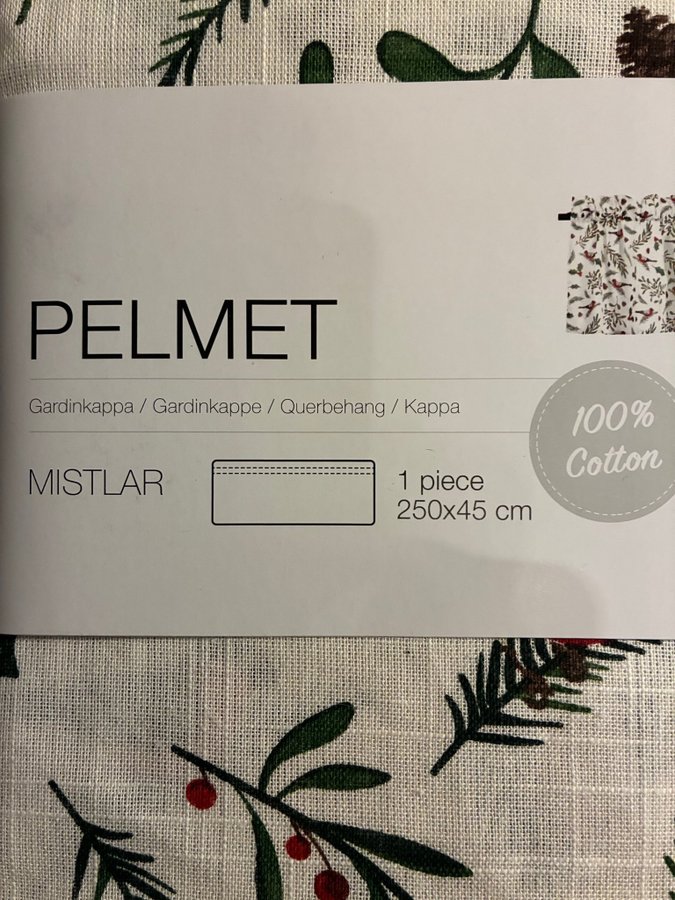 PELMET
Gardinkappa / Gardinkappe / Querbehang / Kappa
100%
Cotton
MISTLAR
1 piece
250x45 cm